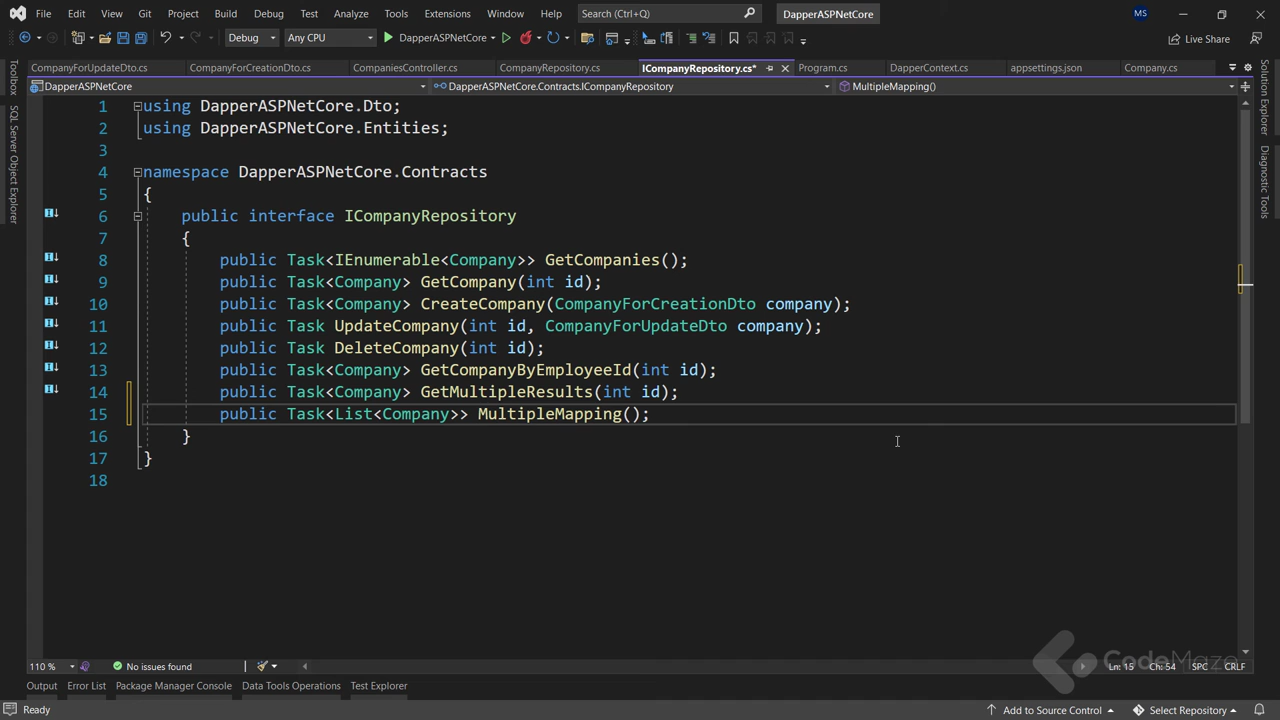 File Edit View Git Project Build Debug Test Analyze Tools Extensions Window Help Search (Ctrl+Q) DapperASPNetCore MS
Debug Any CPU DapperASPNetCore Live Share
CompanyForUpdateDto.cs CompanyForCreationDto.cs CompaniesController.cs CompanyRepository.cs ICompanyRepository.cs* Program.cs DapperContext.cs appsettings.json Company.cs
DapperASPNetCore DapperASPNetCore.Contracts.ICompanyRepository MultipleMapping()
Toolbox
SQL Server Object Explorer
Solution Explorer
Diagnostic Tools
1 using DapperASPNetCore.Dto;
2 using DapperASPNetCore.Entities;
3
4 namespace DapperASPNetCore.Contracts
5 {
6 public interface ICompanyRepository
7 {
8 public Task<IEnumerable<Company>> GetCompanies();
9 public Task<Company> GetCompany(int id);
10 public Task<Company> CreateCompany(CompanyForCreationDto company);
11 public Task UpdateCompany(int id, CompanyForUpdateDto company);
12 public Task DeleteCompany(int id);
13 public Task<Company> GetCompanyByEmployeeId(int id);
14 public Task<Company> GetMultipleResults(int id);
15 public Task<List<Company>> MultipleMapping();
16 }
17 }
18
CodeMaze
110 % No issues found Ln: 15 Ch: 54 SPC CRLF
Output Error List Package Manager Console Data Tools Operations Test Explorer
Ready Add to Source Control Select Repository